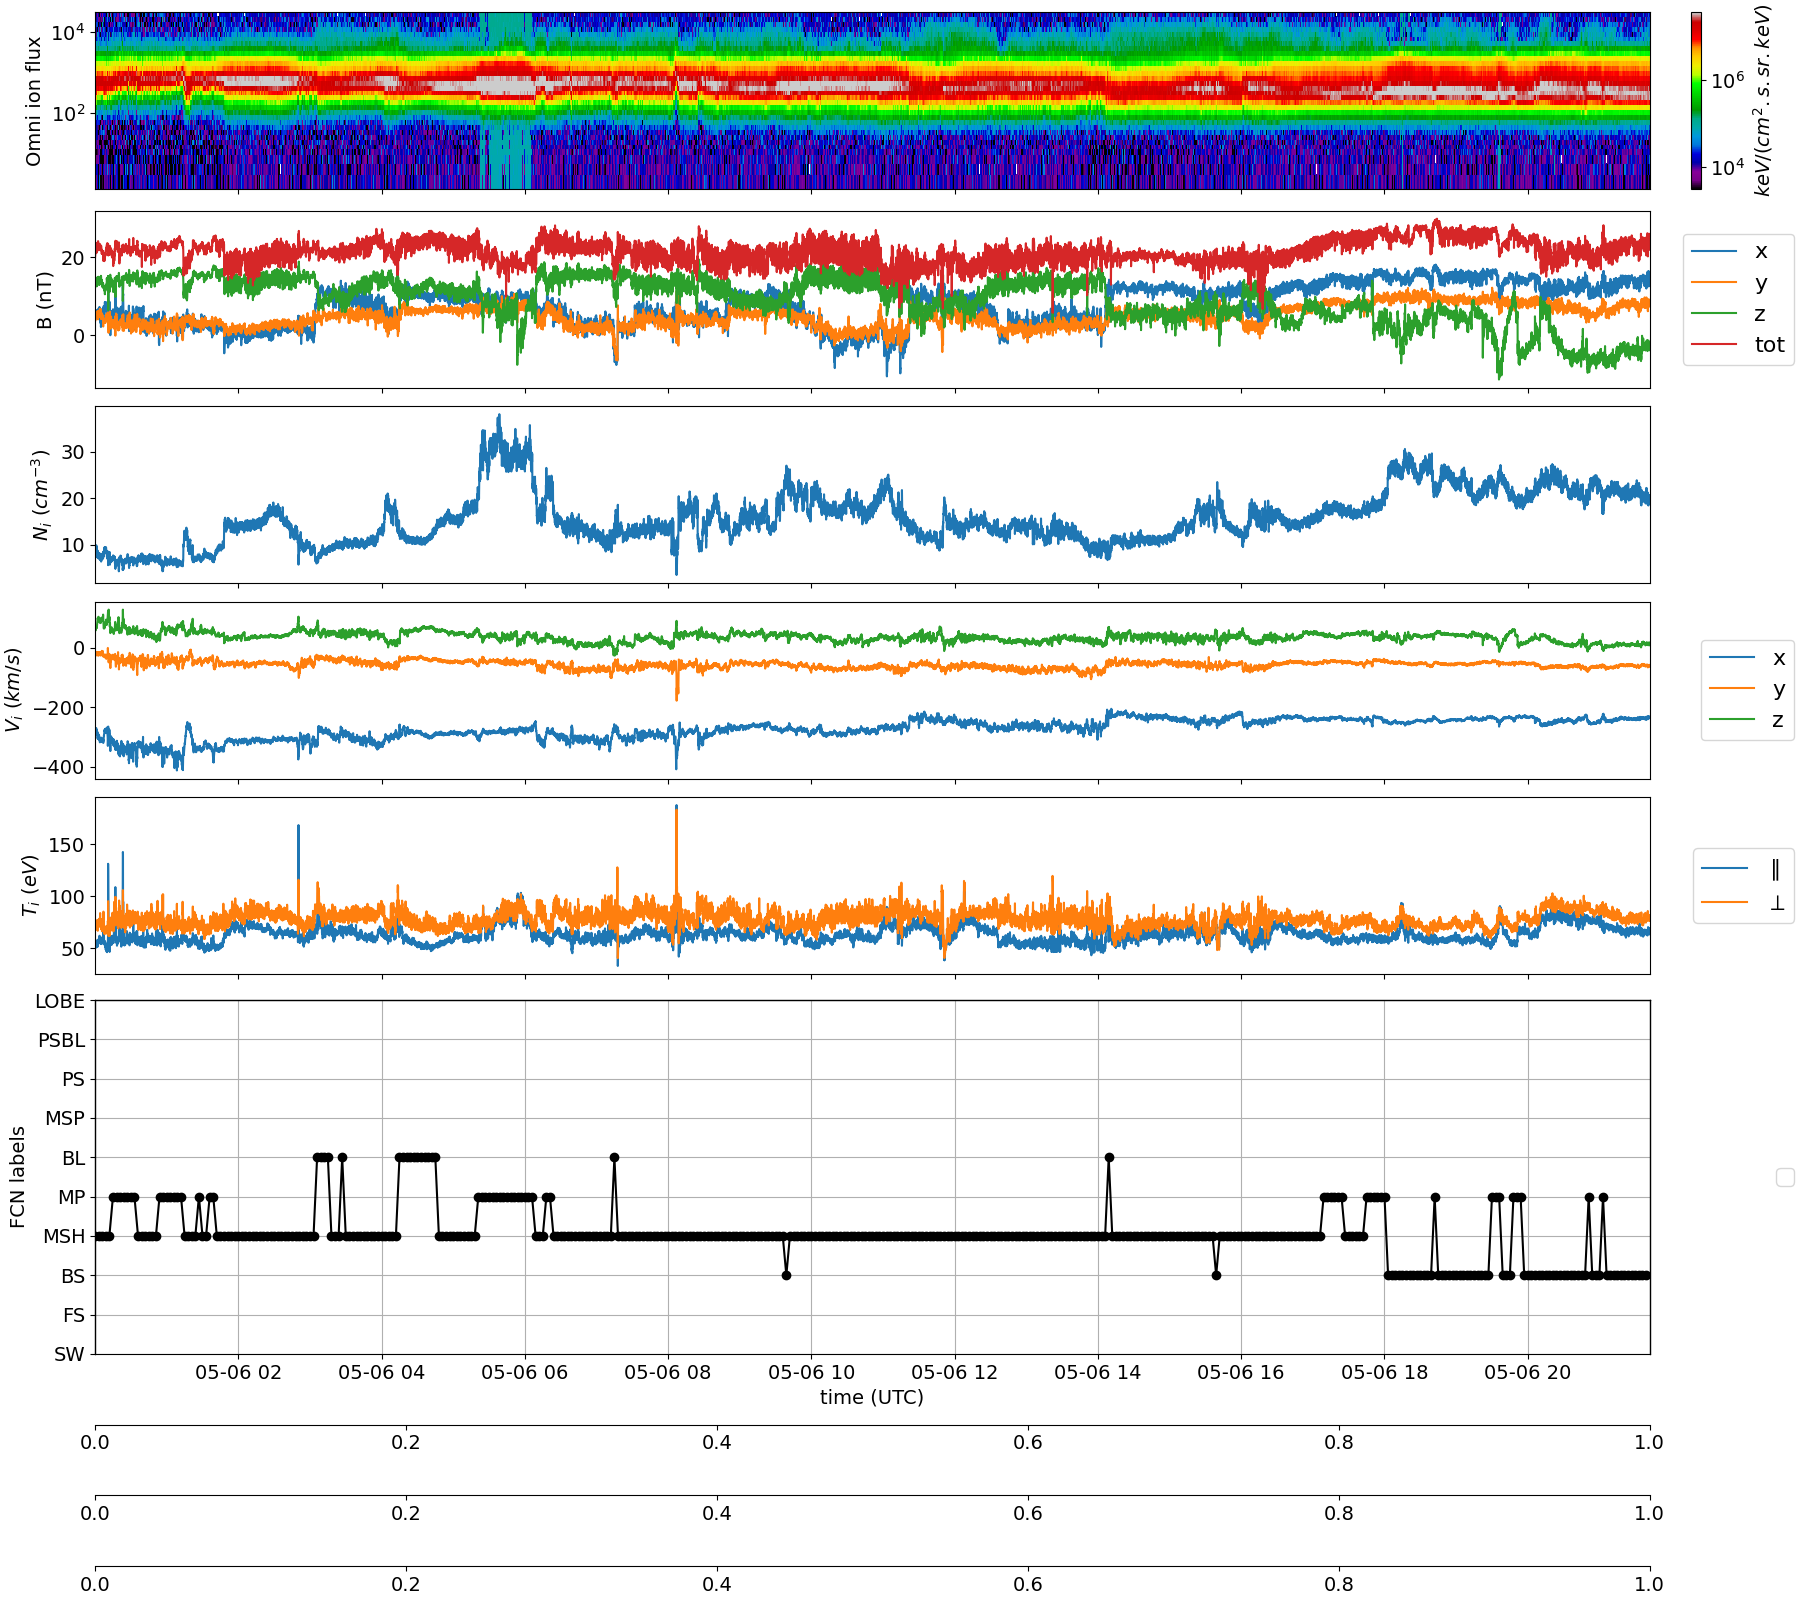 Omni ion flux
10^4
10^2
10^6
10^4
keV/(cm^2.s.sr.keV)
B (nT)
20
0
x
y
z
tot
N_i (cm^{-3})
30
20
10
V_i (km/s)
0
−200
−400
x
y
z
T_i (eV)
150
100
50
∥
⊥
FCN labels
LOBE
PSBL
PS
MSP
BL
MP
MSH
BS
FS
SW
05-06 02 05-06 04 05-06 06 05-06 08 05-06 10 05-06 12 05-06 14 05-06 16 05-06 18 05-06 20
time (UTC)
0.0 0.2 0.4 0.6 0.8 1.0
0.0 0.2 0.4 0.6 0.8 1.0
0.0 0.2 0.4 0.6 0.8 1.0